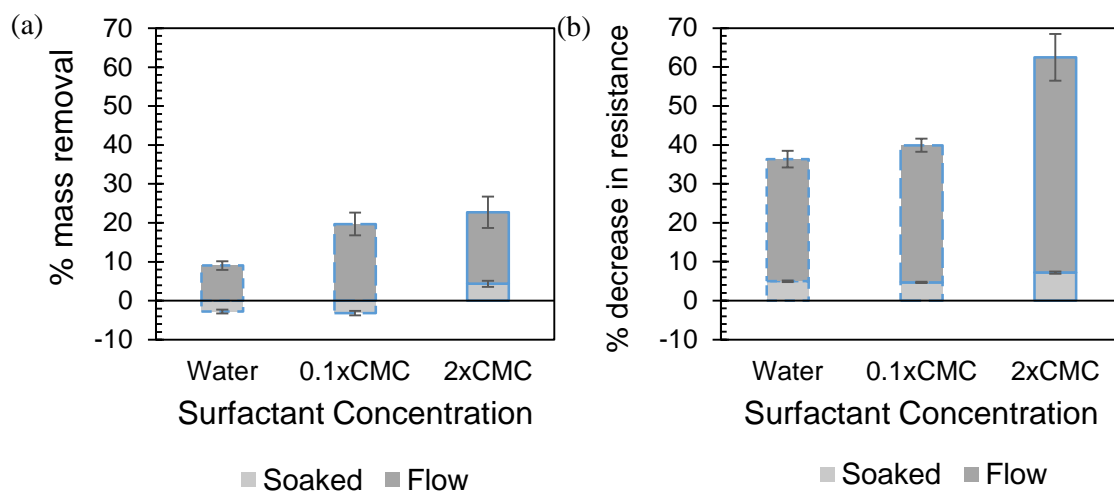 (a)
% mass removal
70
60
50
40
30
20
10
0
-10
Water 0.1xCMC 2xCMC
Surfactant Concentration
Soaked Flow
(b)
% decrease in resistance
70
60
50
40
30
20
10
0
-10
Water 0.1xCMC 2xCMC
Surfactant Concentration
Soaked Flow